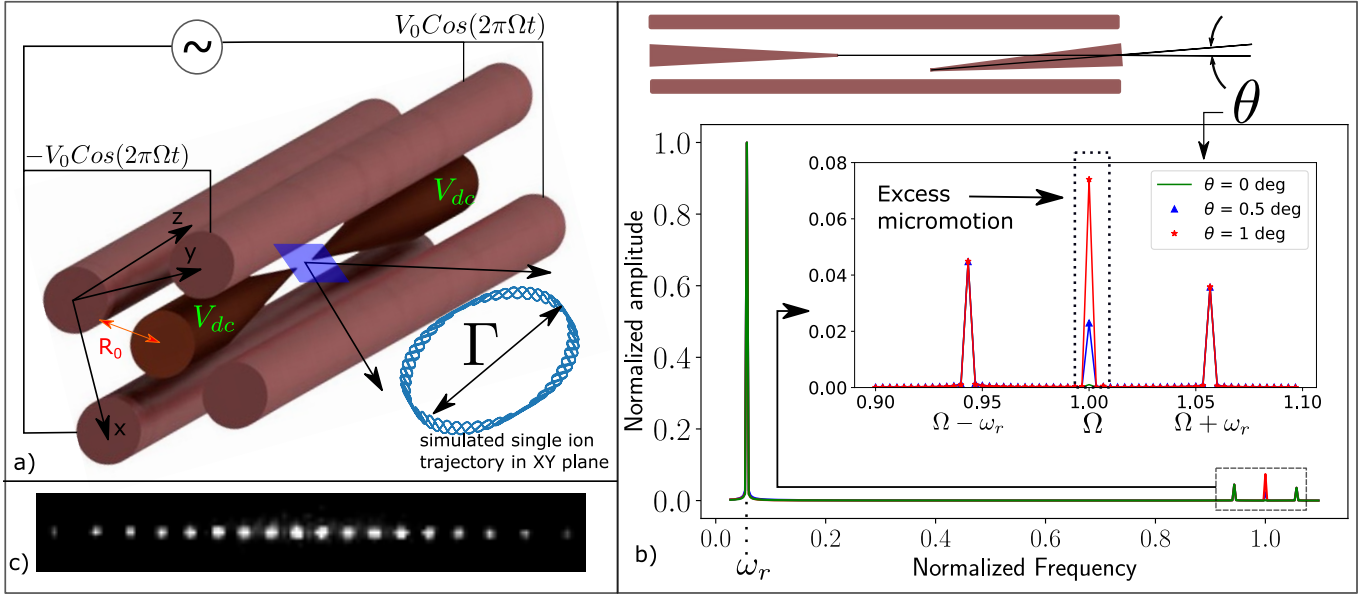 V₀Cos(2πΩt)
~
−V₀Cos(2πΩt)
V_dc
z
y
V_dc
R₀
x
Γ
simulated single ion
trajectory in XY plane
a)
c)
θ
Normalized amplitude
1.0
0.8
0.6
0.4
0.2
0.0
0.08
0.06
0.04
0.02
0.00
Excess
micromotion
θ = 0 deg
θ = 0.5 deg
θ = 1 deg
0.90 0.95 1.00 1.05 1.10
Ω − ω_r Ω Ω + ω_r
0.0 0.2 0.4 0.6 0.8 1.0
ω_r
Normalized Frequency
b)